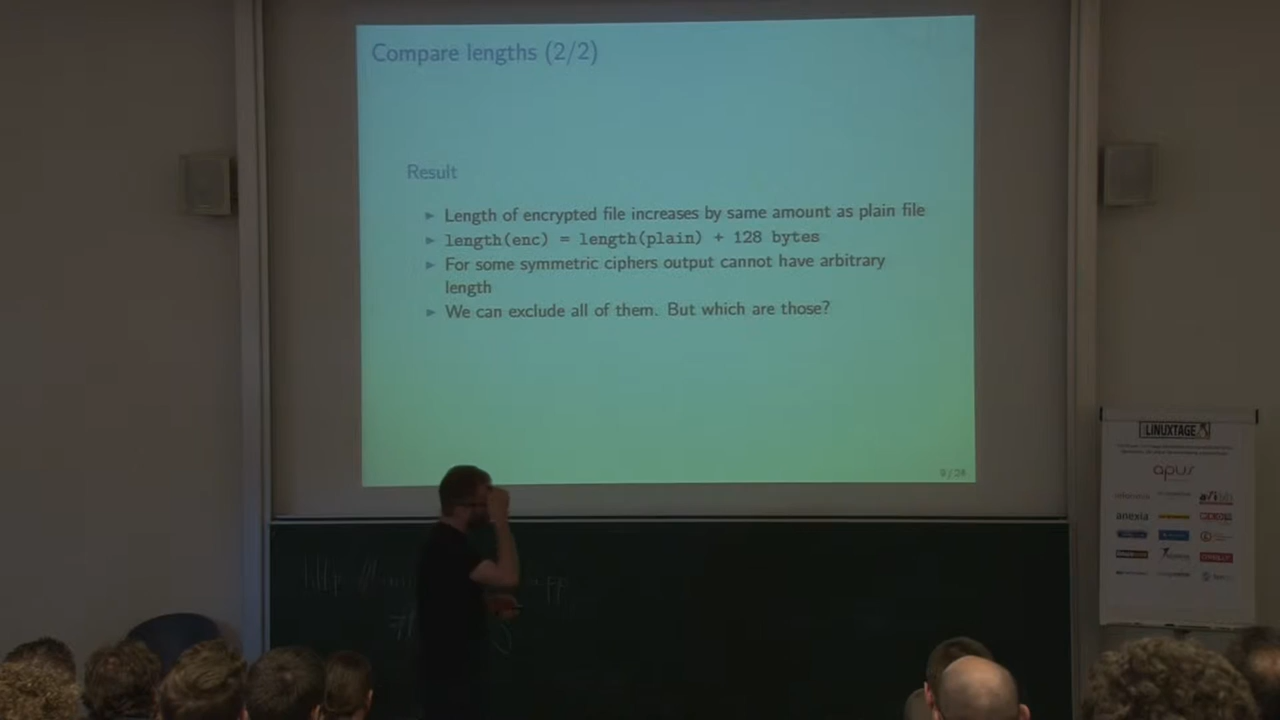 Compare lengths (2/2)
Result
► Length of encrypted file increases by same amount as plain file
► length(enc) = length(plain) + 128 bytes
► For some symmetric ciphers output cannot have arbitrary
length
► We can exclude all of them. But which are those?
9/26
LINUXTAGE
apus
anexia